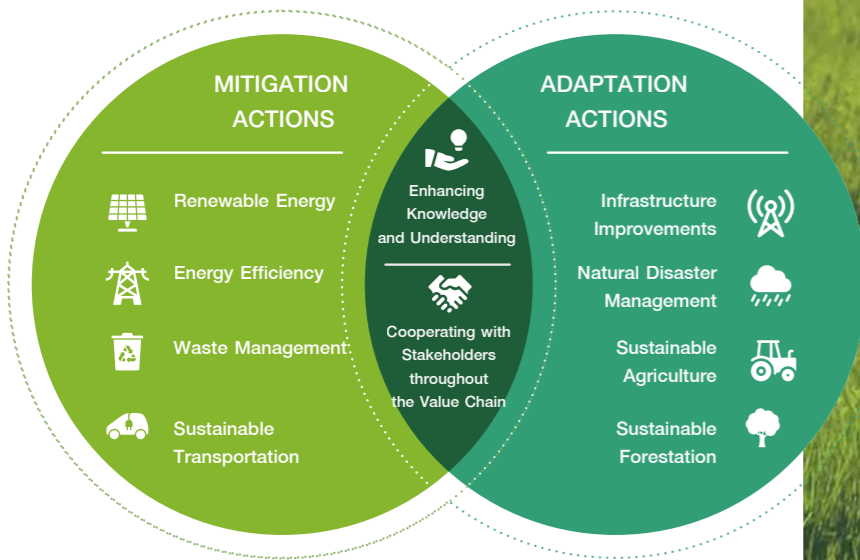 MITIGATION
ACTIONS
Renewable Energy
Energy Efficiency
Waste Management
Sustainable
Transportation
Enhancing
Knowledge
and Understanding
Cooperating with
Stakeholders
throughout
the Value Chain
ADAPTATION
ACTIONS
Infrastructure
Improvements
Natural Disaster
Management
Sustainable
Agriculture
Sustainable
Forestation